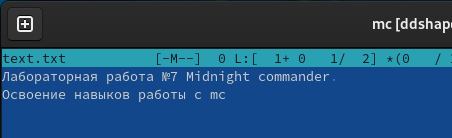 mc [ddshape
text.txt [-M--] 0 L:[ 1+ 0 1/ 2] *(0 / 1
Лабораторная работа №7 Midnight commander.
Освоение навыков работы с mc